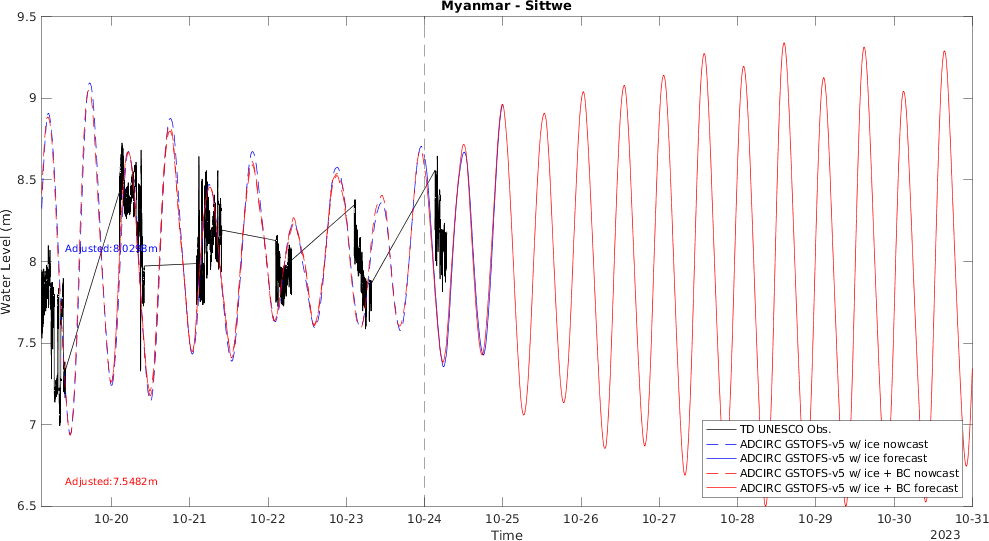 Myanmar - Sittwe
9.5
9
8.5
8
7.5
7
6.5
Water Level (m)
Adjusted:8.0298m
Adjusted:7.5482m
TD UNESCO Obs.
ADCIRC GSTOFS-v5 w/ ice nowcast
ADCIRC GSTOFS-v5 w/ ice forecast
ADCIRC GSTOFS-v5 w/ ice + BC nowcast
ADCIRC GSTOFS-v5 w/ ice + BC forecast
10-20 10-21 10-22 10-23 10-24 10-25 10-26 10-27 10-28 10-29 10-30 10-31
Time
2023